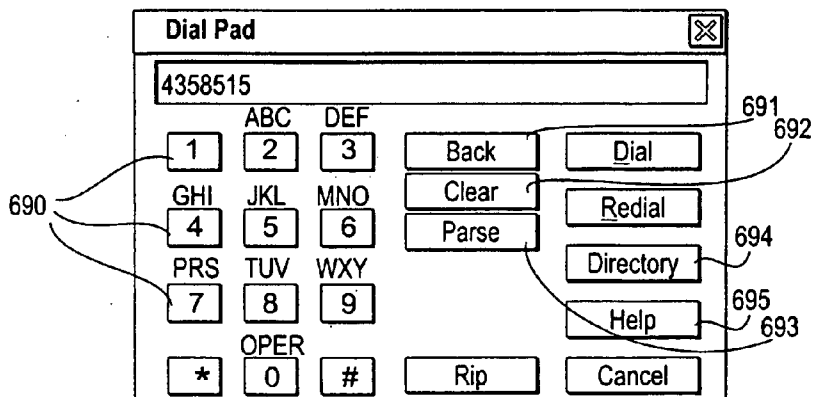 Dial Pad
4358515
ABC DEF
1 2 3 Back Dial
691
692
Clear
GHI JKL MNO
690
4 5 6 Parse Redial
PRS TUV WXY
7 8 9 Directory
694
Help
695
693
OPER
* 0 # Rip Cancel